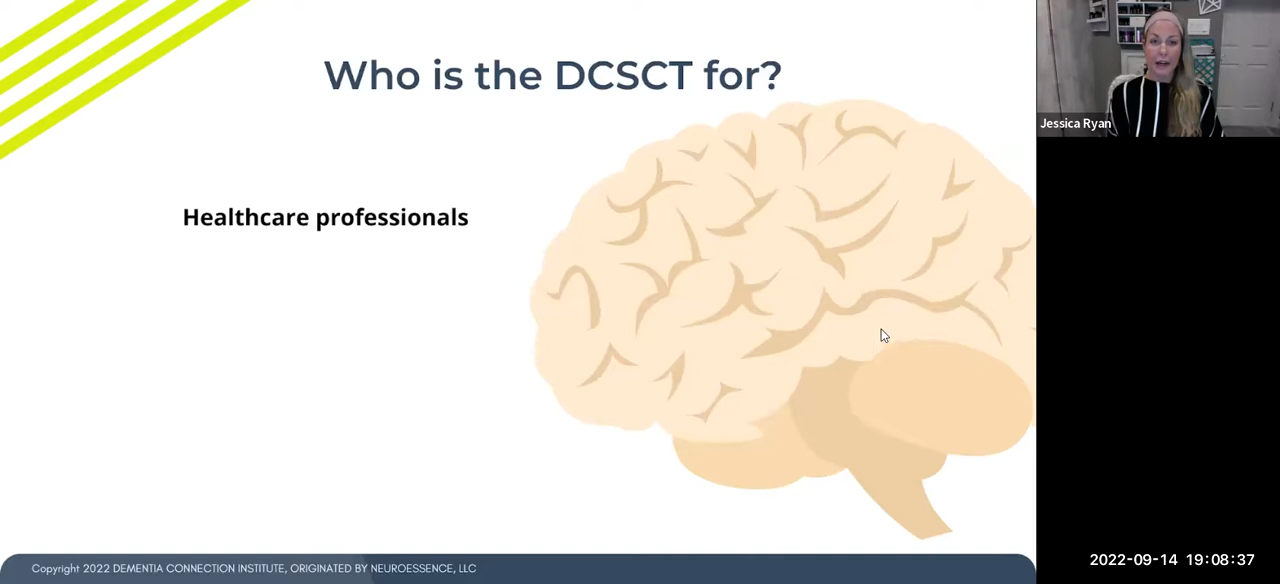 Who is the DCSCT for?
Jessica Ryan
Healthcare professionals
Copyright 2022 DEMENTIA CONNECTION INSTITUTE, ORIGINATED BY NEUROESSENCE, LLC
2022-09-14 19:08:37